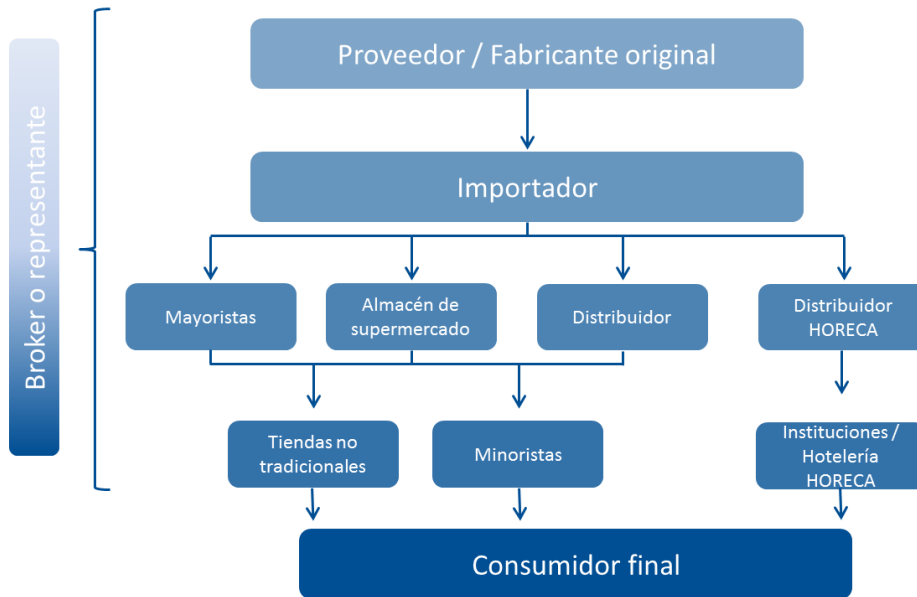 Broker o representante
Proveedor / Fabricante original
Importador
Mayoristas
Almacén de
supermercado
Distribuidor
Distribuidor
HORECA
Tiendas no
tradicionales
Minoristas
Instituciones /
Hotelería
HORECA
Consumidor final